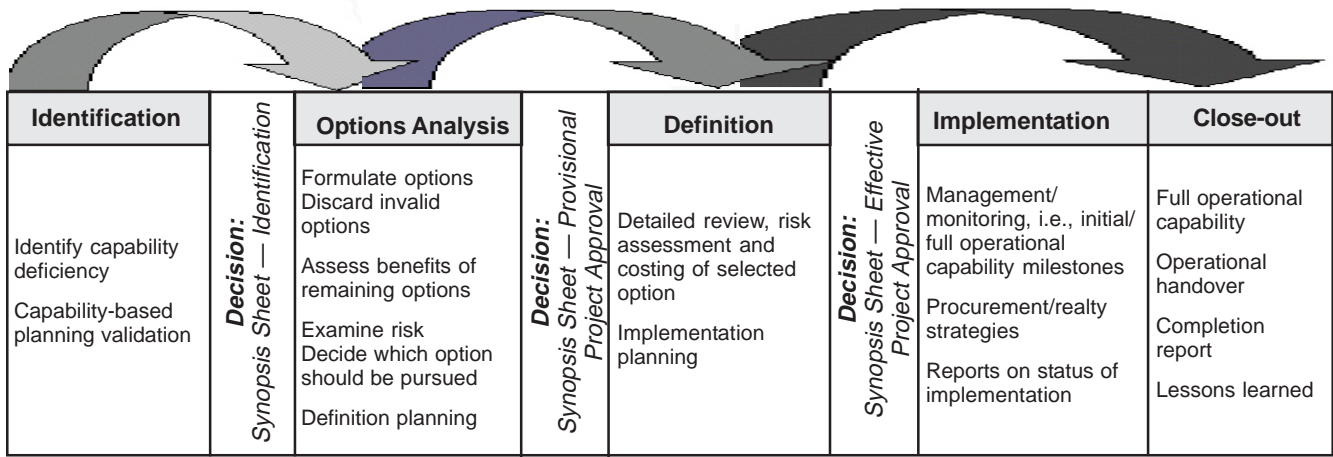 Identification
Identify capability
deficiency
Capability-based
planning validation
Decision:
Synopsis Sheet — Identification
Options Analysis
Formulate options
Discard invalid
options
Assess benefits of
remaining options
Examine risk
Decide which option
should be pursued
Definition planning
Decision:
Synopsis Sheet — Provisional
Project Approval
Definition
Detailed review, risk
assessment and
costing of selected
option
Implementation
planning
Decision:
Synopsis Sheet — Effective
Project Approval
Implementation
Management/
monitoring, i.e., initial/
full operational
capability milestones
Procurement/realty
strategies
Reports on status of
implementation
Close-out
Full operational
capability
Operational
handover
Completion
report
Lessons learned